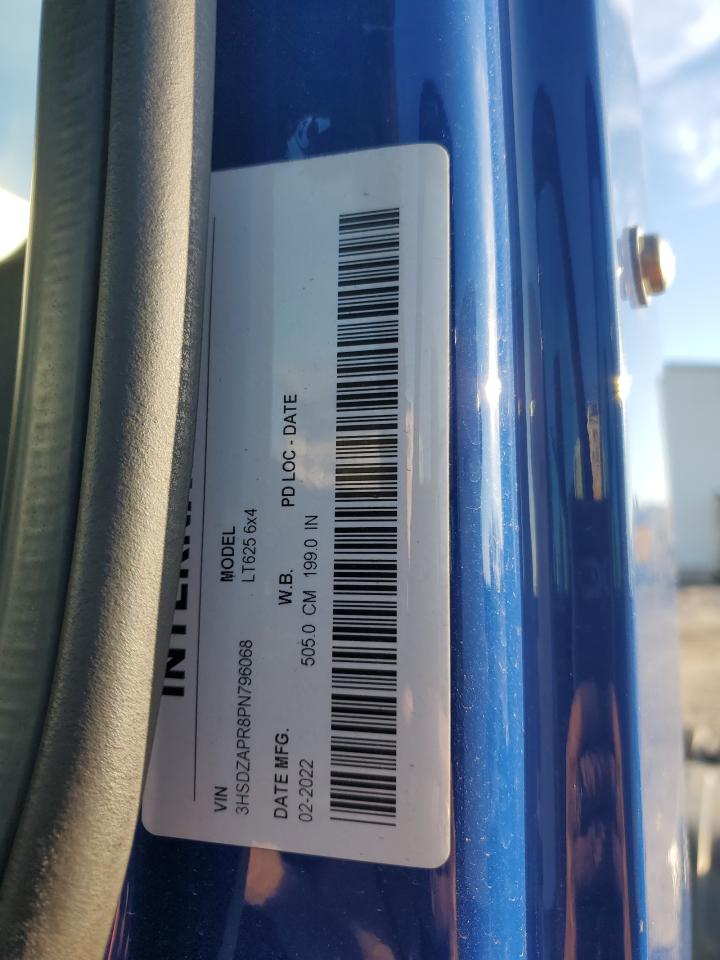 INTERNA
MODEL
LT625 6x4
VIN
3HSDZAPR8PN796068
DATE MFG. W.B. PD LOC - DATE
02-2022 505.0 CM 199.0 IN